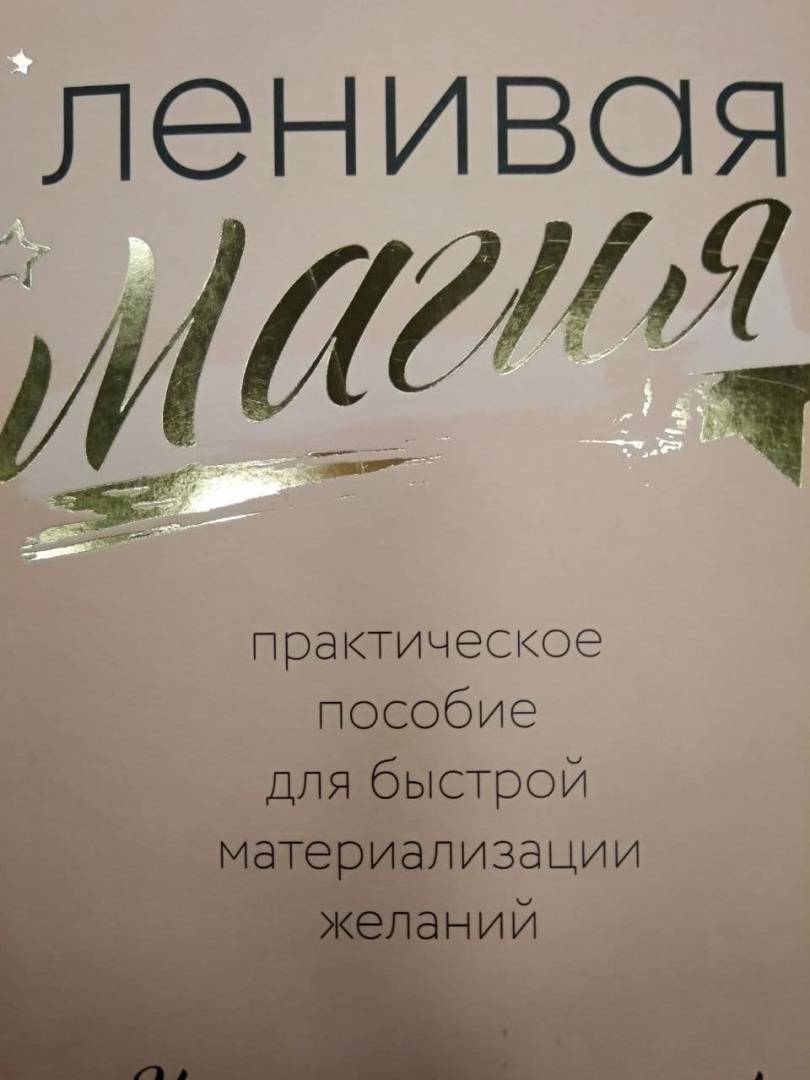 ленивая
магия
практическое
пособие
для быстрой
материализации
желаний